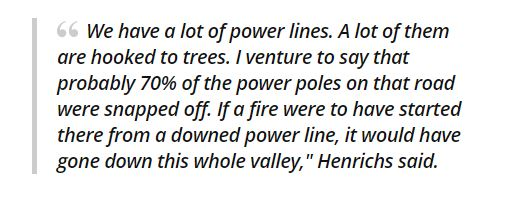 “ We have a lot of power lines. A lot of them
are hooked to trees. I venture to say that
probably 70% of the power poles on that road
were snapped off. If a fire were to have started
there from a downed power line, it would have
gone down this whole valley," Henrichs said.